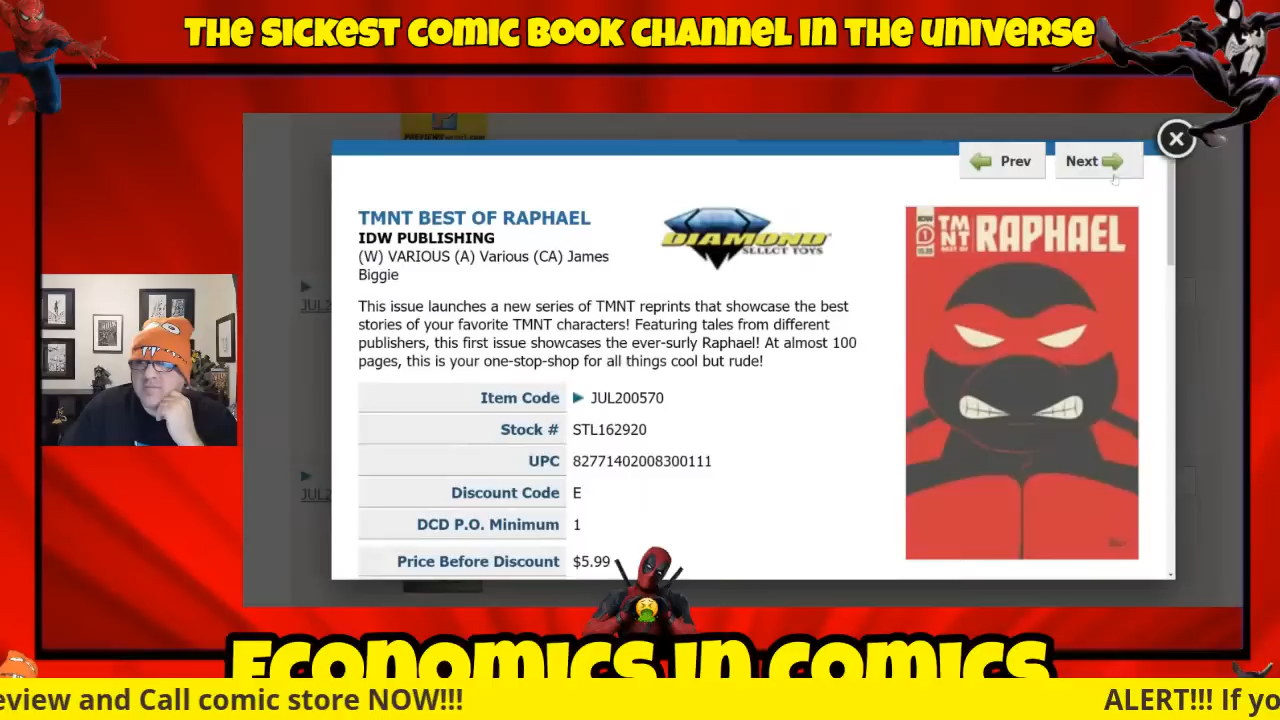 THE SICKEST COMIC BOOK CHANNEL IN THE UNIVERSE
Prev
Next
TMNT BEST OF RAPHAEL
IDW PUBLISHING
(W) VARIOUS (A) Various (CA) James
Biggie
DIAMOND
SELECT TOYS
This issue launches a new series of TMNT reprints that showcase the best
stories of your favorite TMNT characters! Featuring tales from different
publishers, this first issue showcases the ever-surly Raphael! At almost 100
pages, this is your one-stop-shop for all things cool but rude!
Item Code JUL200570
Stock # STL162920
UPC 82771402008300111
Discount Code E
DCD P.O. Minimum 1
Price Before Discount $5.99
1
TMNT
BEST OF
RAPHAEL
JUL2
JUL2
ECONOMICS IN COMICS
eview and Call comic store NOW!!!
ALERT!!! If yo